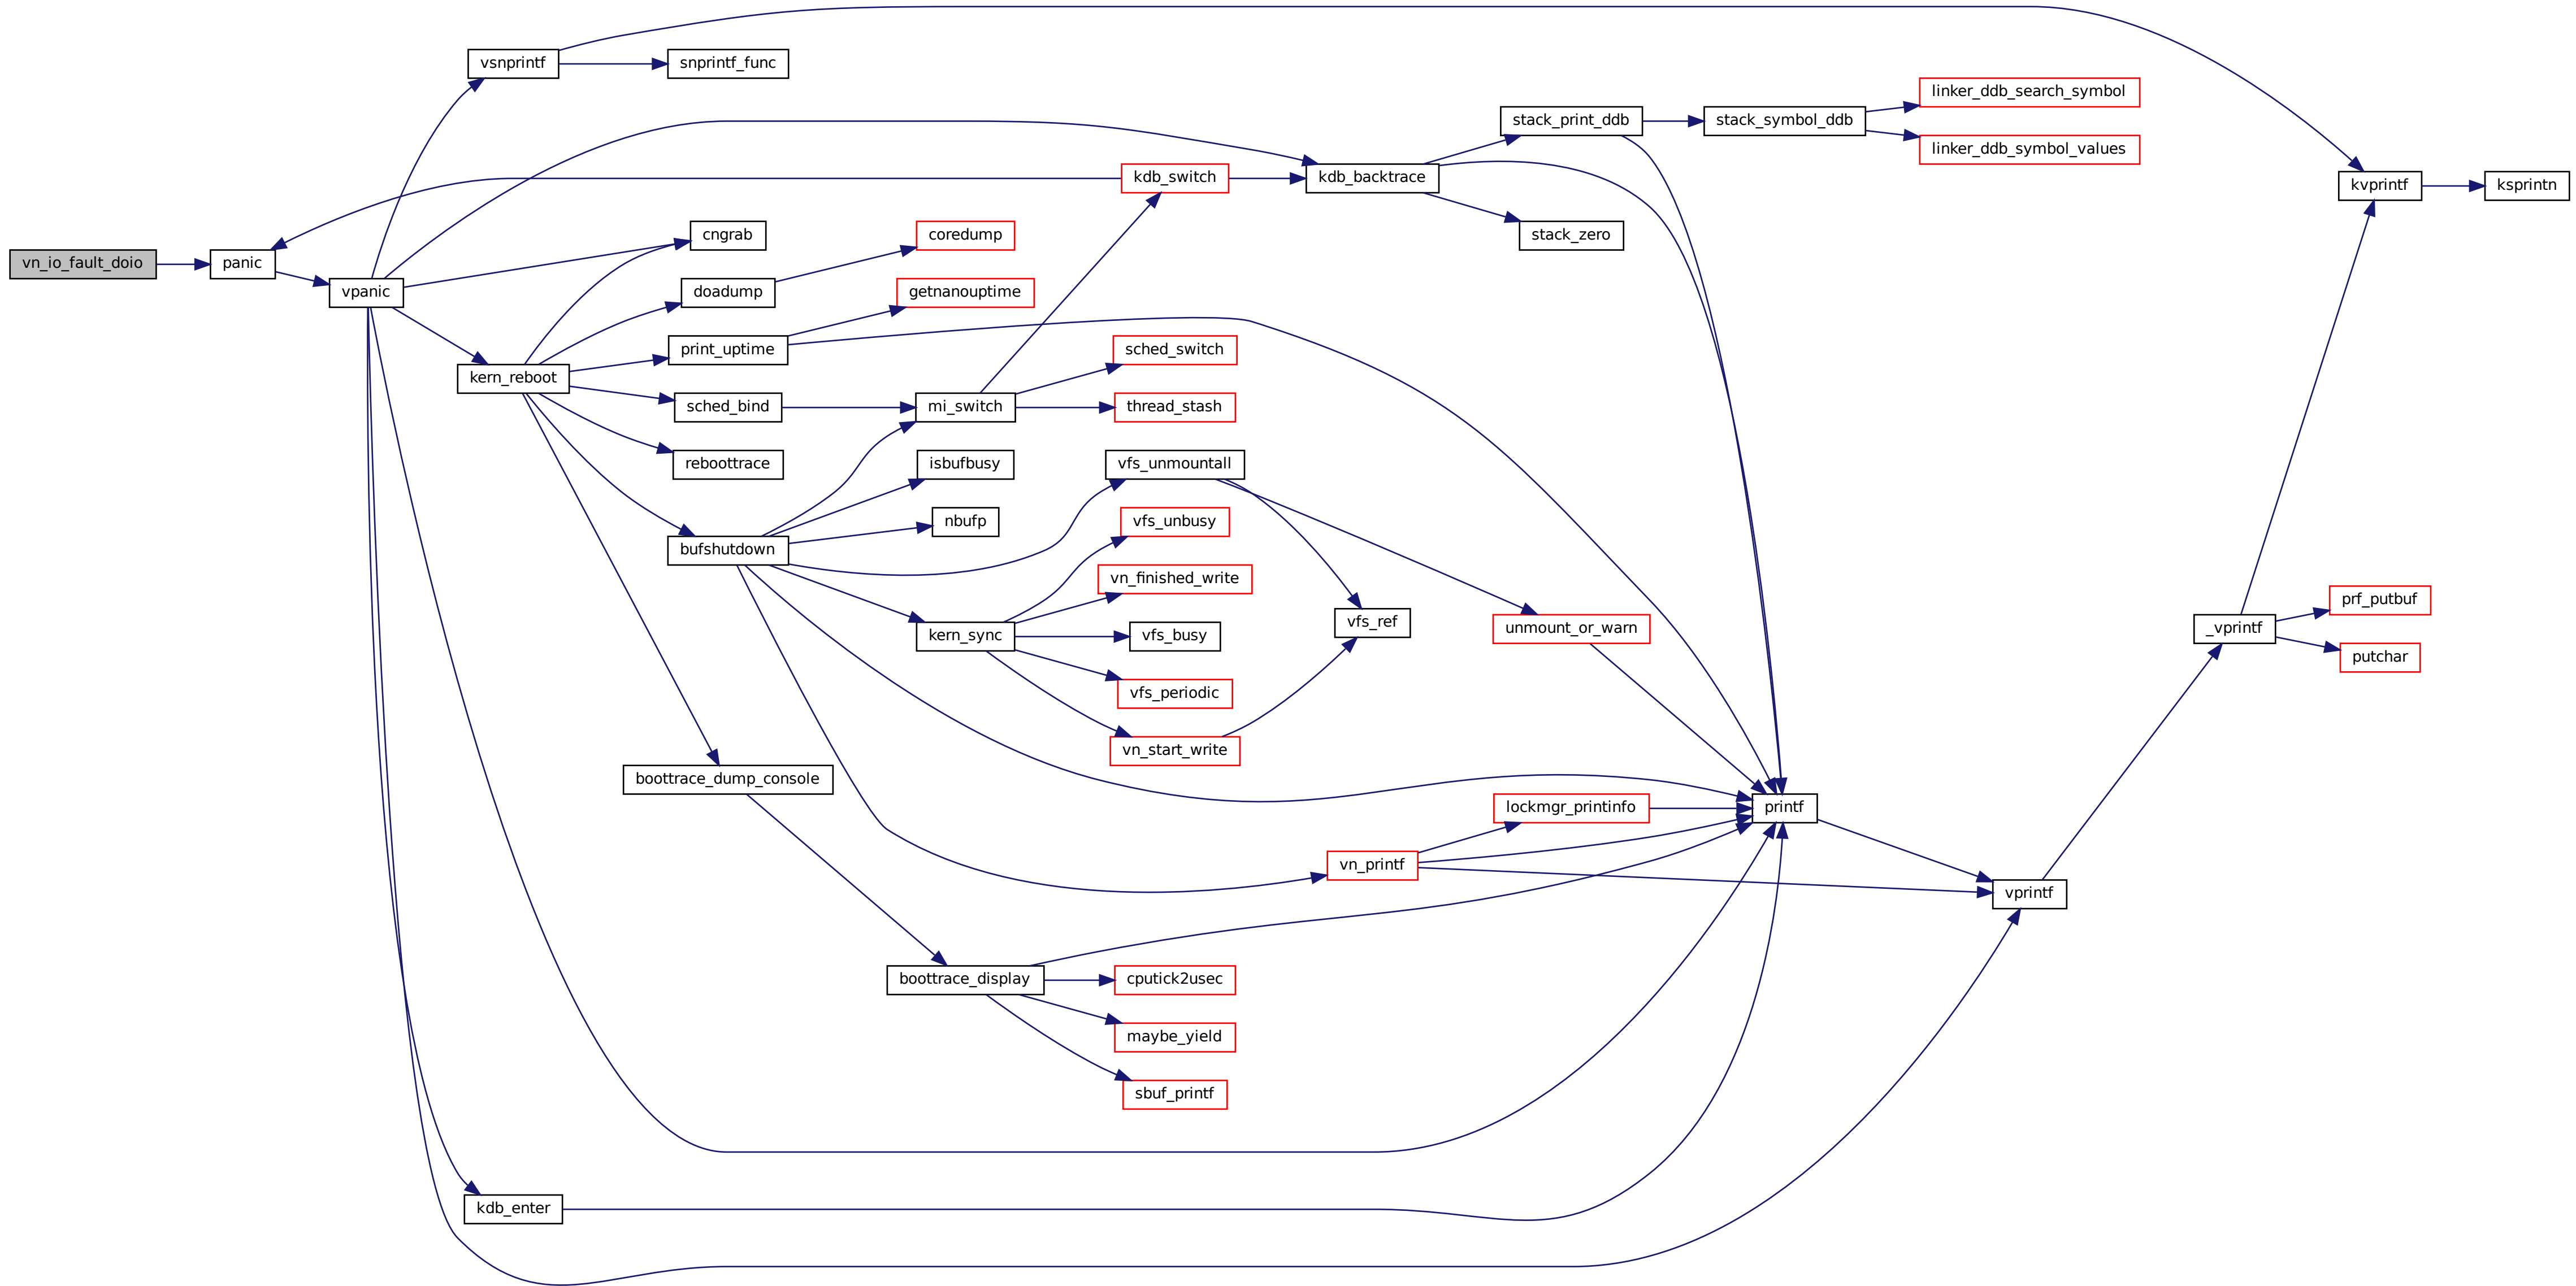 vn_io_fault_doio
panic
vpanic
vsnprintf
snprintf_func
kern_reboot
kdb_enter
cngrab
doadump
print_uptime
sched_bind
reboottrace
bufshutdown
boottrace_dump_console
coredump
getnanouptime
mi_switch
isbufbusy
nbufp
kern_sync
boottrace_display
kdb_switch
sched_switch
thread_stash
vfs_unmountall
vfs_unbusy
vn_finished_write
vfs_busy
vfs_periodic
vn_start_write
cputick2usec
maybe_yield
sbuf_printf
kdb_backtrace
vfs_ref
vn_printf
stack_print_ddb
stack_zero
unmount_or_warn
lockmgr_printinfo
stack_symbol_ddb
printf
linker_ddb_search_symbol
linker_ddb_symbol_values
vprintf
_vprintf
kvprintf
prf_putbuf
putchar
ksprintn